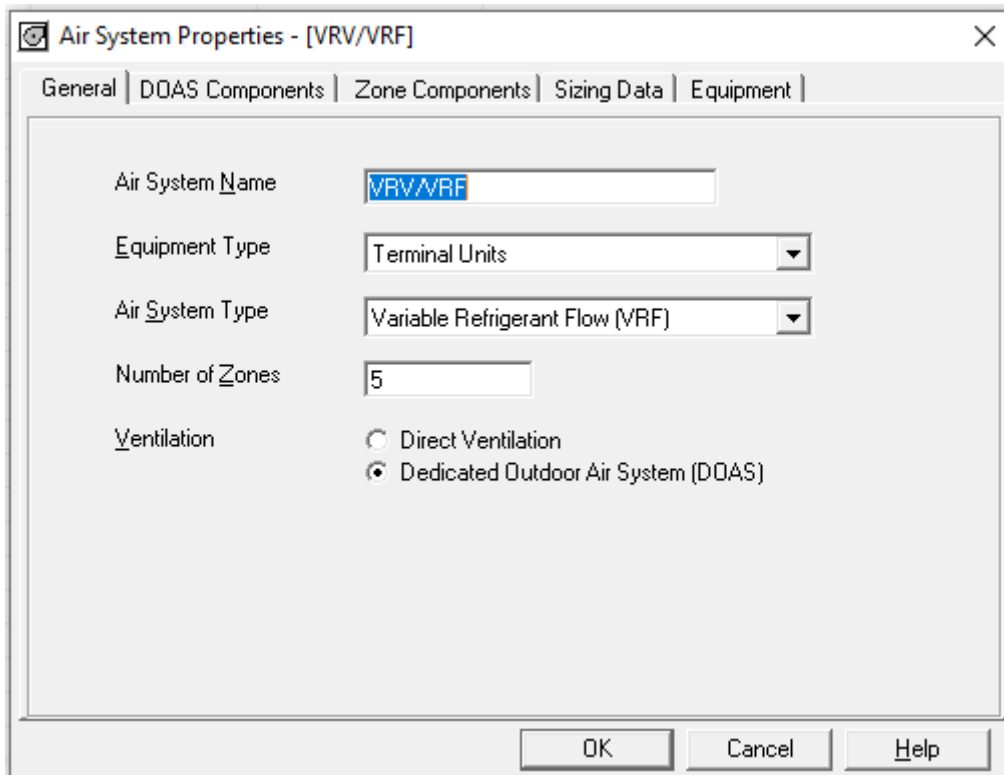 Air System Properties - [VRV/VRF]
General
DOAS Components
Zone Components
Sizing Data
Equipment
Air System Name
VRV/VRF
Equipment Type
Terminal Units
Air System Type
Variable Refrigerant Flow (VRF)
Number of Zones
5
Ventilation
Direct Ventilation
Dedicated Outdoor Air System (DOAS)
OK
Cancel
Help